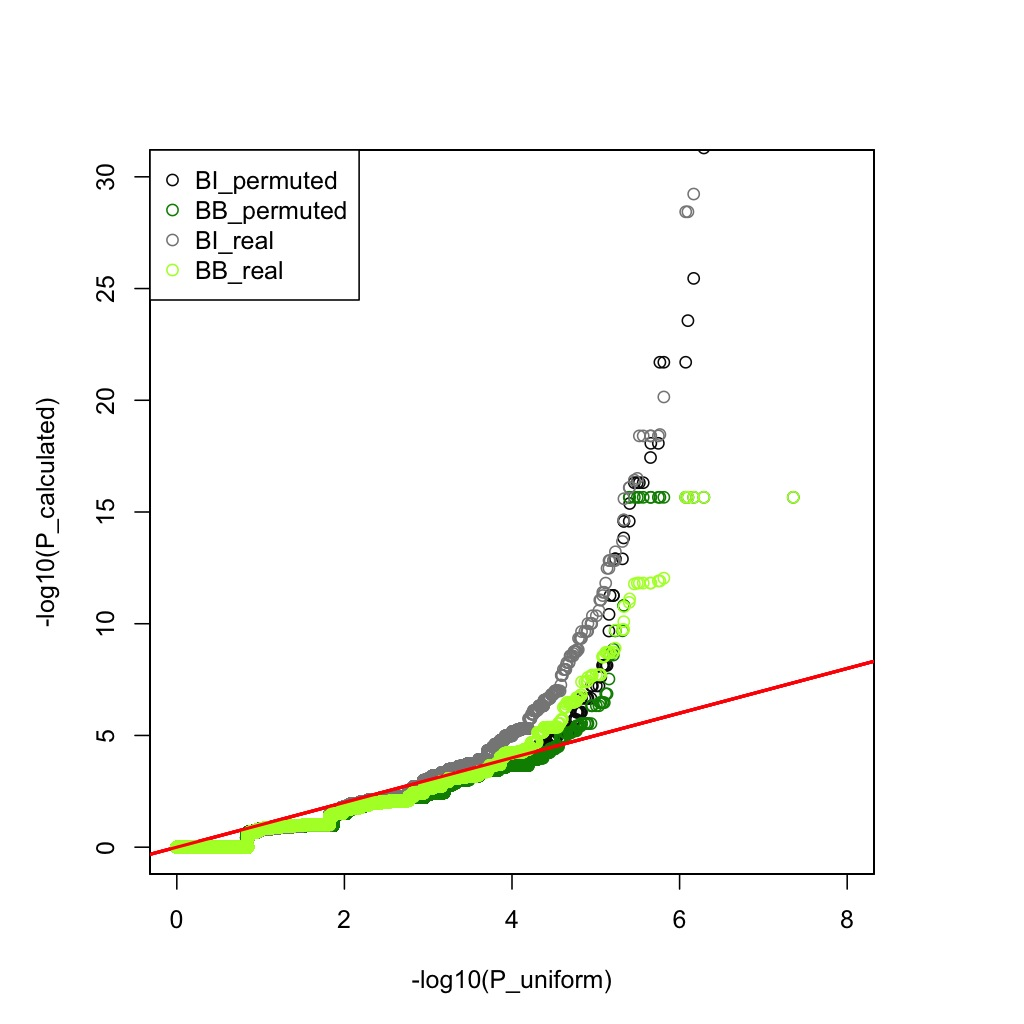 BI_permuted
BB_permuted
BI_real
BB_real
30
25
20
15
10
5
0
-log10(P_calculated)
0 2 4 6 8
-log10(P_uniform)